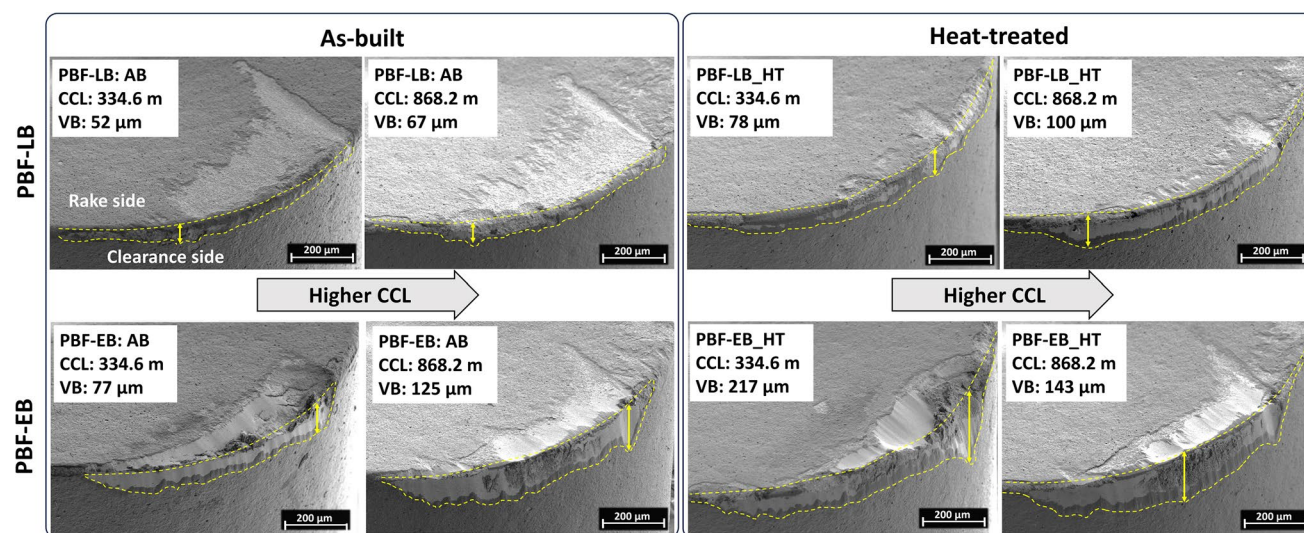 As-built
Heat-treated
PBF-LB
PBF-LB: AB
CCL: 334.6 m
VB: 52 µm
Rake side
Clearance side
200 µm
PBF-LB: AB
CCL: 868.2 m
VB: 67 µm
200 µm
PBF-LB_HT
CCL: 334.6 m
VB: 78 µm
200 µm
PBF-LB_HT
CCL: 868.2 m
VB: 100 µm
200 µm
Higher CCL
Higher CCL
PBF-EB
PBF-EB: AB
CCL: 334.6 m
VB: 77 µm
200 µm
PBF-EB: AB
CCL: 868.2 m
VB: 125 µm
200 µm
PBF-EB_HT
CCL: 334.6 m
VB: 217 µm
200 µm
PBF-EB_HT
CCL: 868.2 m
VB: 143 µm
200 µm